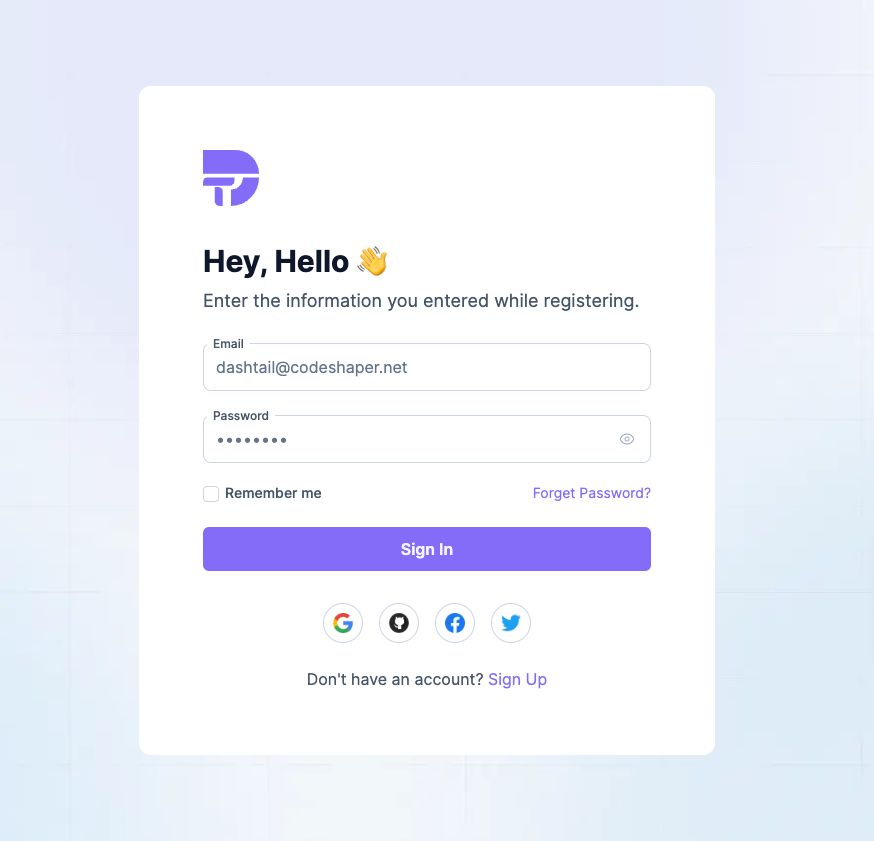 Hey, Hello 👋
Enter the information you entered while registering.
Email
dashtail@codeshaper.net
Password
••••••••
Remember me
Forget Password?
Sign In
Don't have an account? Sign Up